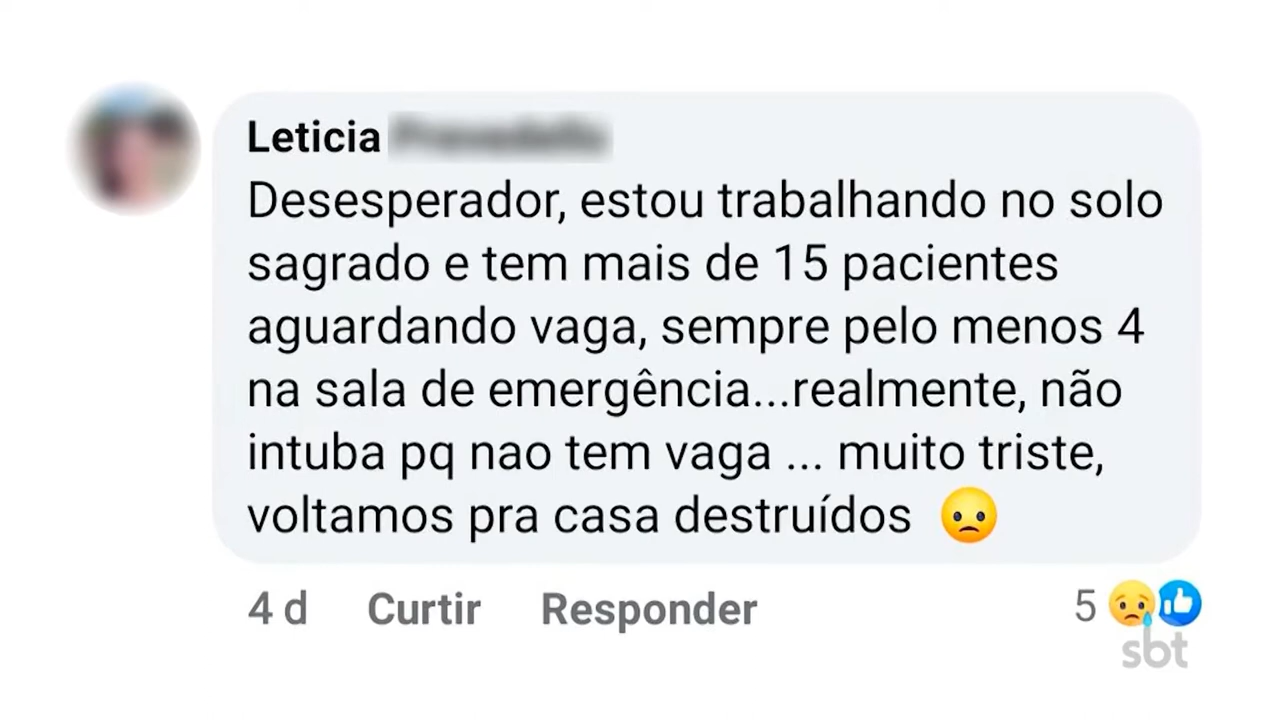 Leticia
Desesperador, estou trabalhando no solo
sagrado e tem mais de 15 pacientes
aguardando vaga, sempre pelo menos 4
na sala de emergência...realmente, não
intuba pq nao tem vaga ... muito triste,
voltamos pra casa destruídos 🙁
4 d Curtir Responder 5
sbt